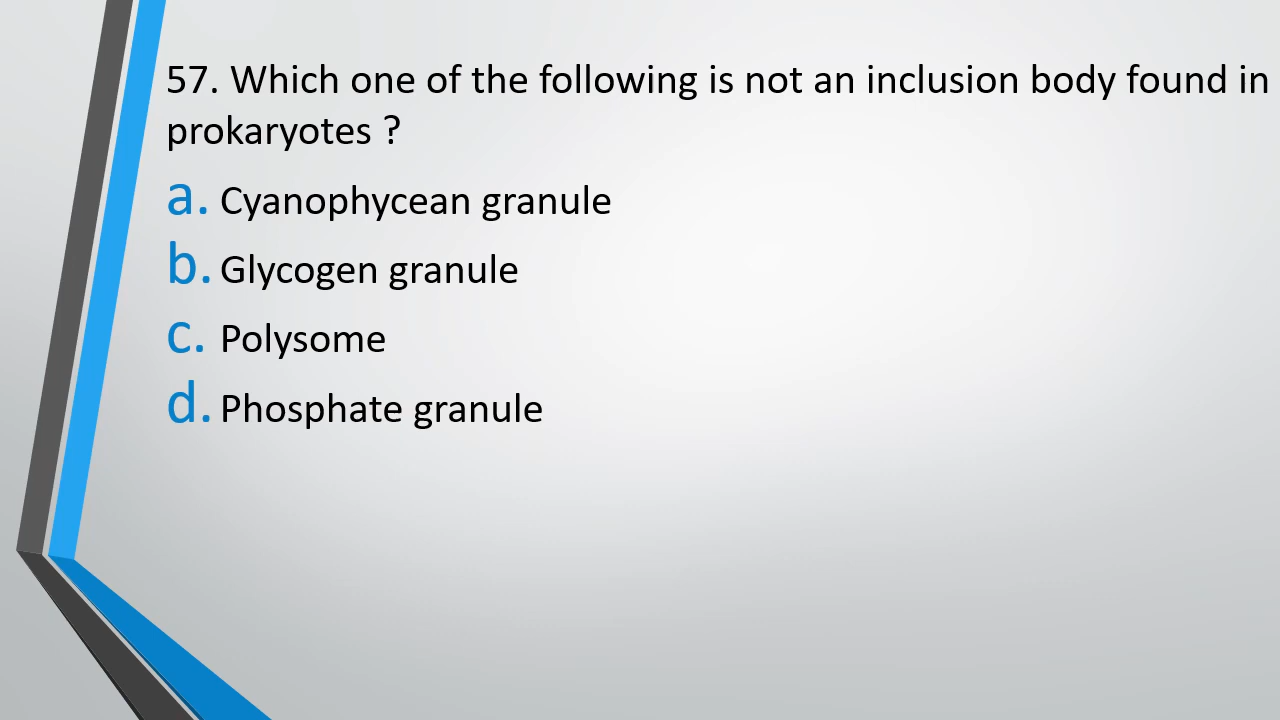 57. Which one of the following is not an inclusion body found in
prokaryotes ?
a. Cyanophycean granule
b. Glycogen granule
c. Polysome
d. Phosphate granule